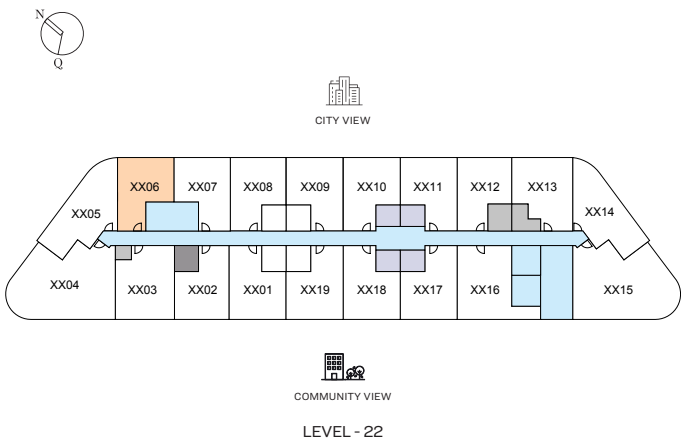 N
Q
CITY VIEW
XX06 XX07 XX08 XX09 XX10 XX11 XX12 XX13
XX05 XX14
XX04 XX03 XX02 XX01 XX19 XX18 XX17 XX16 XX15
COMMUNITY VIEW
LEVEL - 22